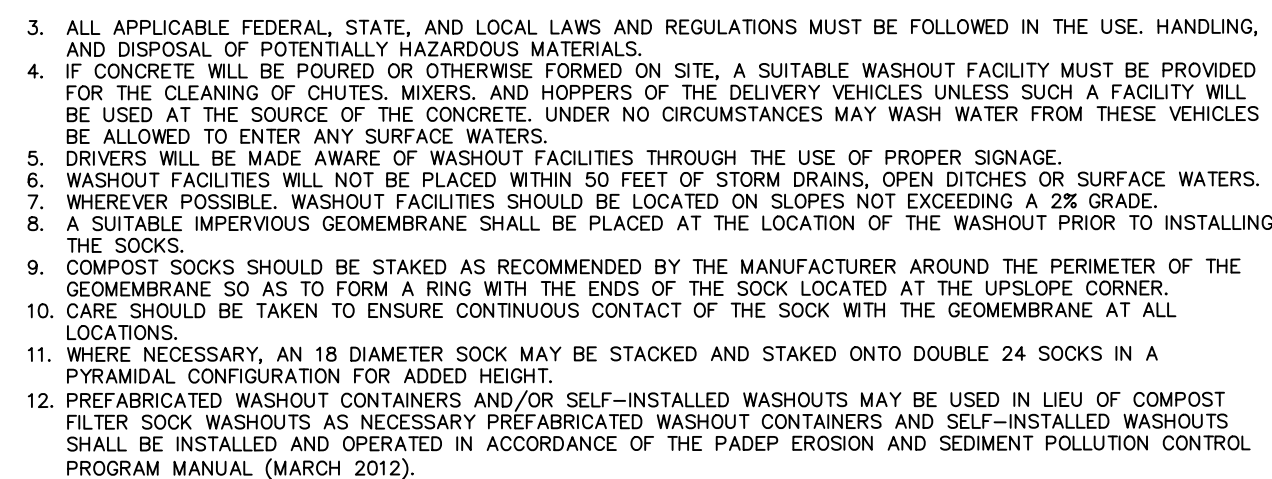 3. ALL APPLICABLE FEDERAL, STATE, AND LOCAL LAWS AND REGULATIONS MUST BE FOLLOWED IN THE USE. HANDLING,
AND DISPOSAL OF POTENTIALLY HAZARDOUS MATERIALS.
4. IF CONCRETE WILL BE POURED OR OTHERWISE FORMED ON SITE, A SUITABLE WASHOUT FACILITY MUST BE PROVIDED
FOR THE CLEANING OF CHUTES. MIXERS. AND HOPPERS OF THE DELIVERY VEHICLES UNLESS SUCH A FACILITY WILL
BE USED AT THE SOURCE OF THE CONCRETE. UNDER NO CIRCUMSTANCES MAY WASH WATER FROM THESE VEHICLES
BE ALLOWED TO ENTER ANY SURFACE WATERS.
5. DRIVERS WILL BE MADE AWARE OF WASHOUT FACILITIES THROUGH THE USE OF PROPER SIGNAGE.
6. WASHOUT FACILITIES WILL NOT BE PLACED WITHIN 50 FEET OF STORM DRAINS, OPEN DITCHES OR SURFACE WATERS.
7. WHEREVER POSSIBLE. WASHOUT FACILITIES SHOULD BE LOCATED ON SLOPES NOT EXCEEDING A 2% GRADE.
8. A SUITABLE IMPERVIOUS GEOMEMBRANE SHALL BE PLACED AT THE LOCATION OF THE WASHOUT PRIOR TO INSTALLING
THE SOCKS.
9. COMPOST SOCKS SHOULD BE STAKED AS RECOMMENDED BY THE MANUFACTURER AROUND THE PERIMETER OF THE
GEOMEMBRANE SO AS TO FORM A RING WITH THE ENDS OF THE SOCK LOCATED AT THE UPSLOPE CORNER.
10. CARE SHOULD BE TAKEN TO ENSURE CONTINUOUS CONTACT OF THE SOCK WITH THE GEOMEMBRANE AT ALL
LOCATIONS.
11. WHERE NECESSARY, AN 18 DIAMETER SOCK MAY BE STACKED AND STAKED ONTO DOUBLE 24 SOCKS IN A
PYRAMIDAL CONFIGURATION FOR ADDED HEIGHT.
12. PREFABRICATED WASHOUT CONTAINERS AND/OR SELF-INSTALLED WASHOUTS MAY BE USED IN LIEU OF COMPOST
FILTER SOCK WASHOUTS AS NECESSARY PREFABRICATED WASHOUT CONTAINERS AND SELF-INSTALLED WASHOUTS
SHALL BE INSTALLED AND OPERATED IN ACCORDANCE OF THE PADEP EROSION AND SEDIMENT POLLUTION CONTROL
PROGRAM MANUAL (MARCH 2012).